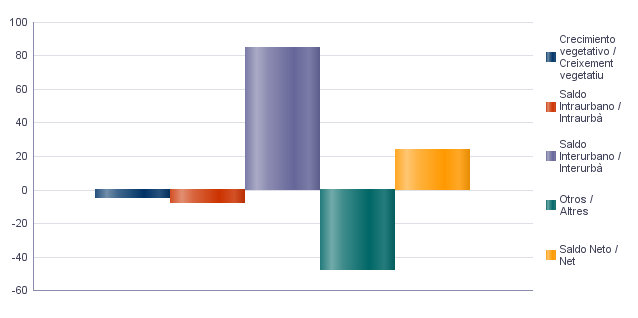 100
80
60
40
20
0
-20
-40
-60
Crecimiento
vegetativo /
Creixement
vegetatiu
Saldo
Intraurbano /
Intraurbà
Saldo
Interurbano /
Interurbà
Otros /
Altres
Saldo Neto /
Net